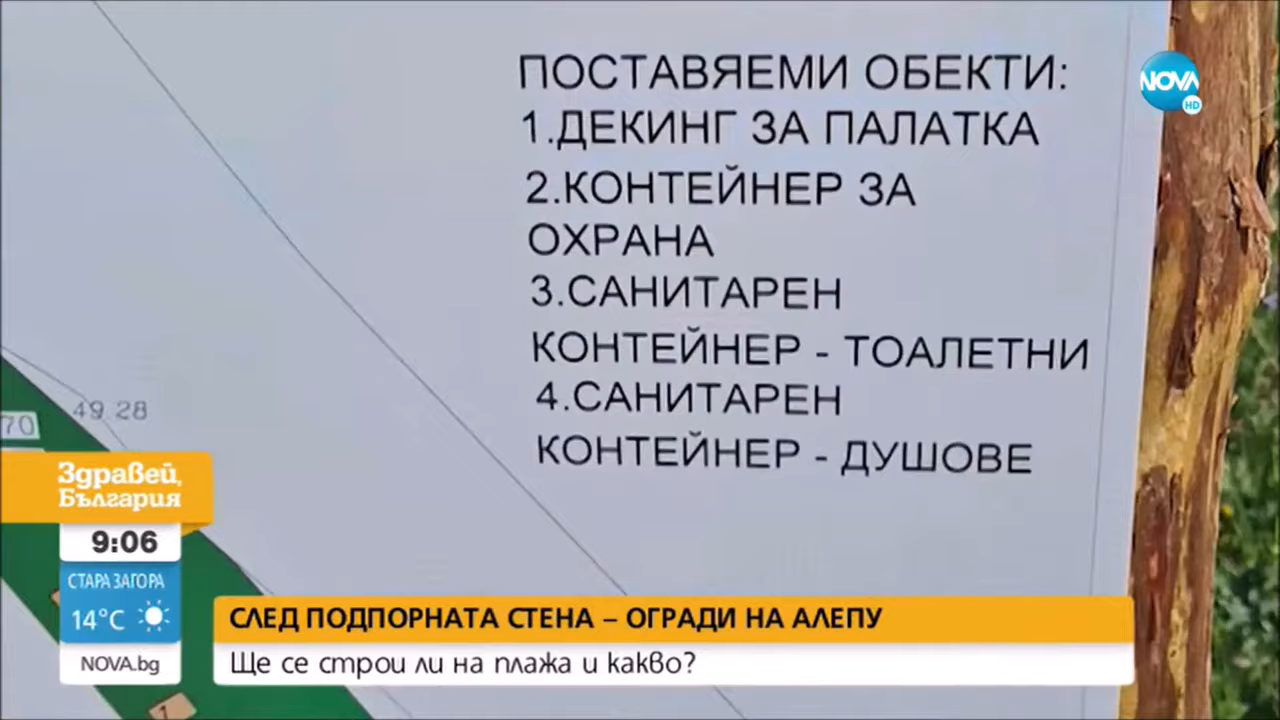 ПОСТАВЯЕМИ ОБЕКТИ:
1.ДЕКИНГ ЗА ПАЛАТКА
2.КОНТЕЙНЕР ЗА
ОХРАНА
3.САНИТАРЕН
КОНТЕЙНЕР - ТОАЛЕТНИ
4.САНИТАРЕН
КОНТЕЙНЕР - ДУШОВЕ
NOVA
HD
49.28
70
Здравей,
България
9:06
СТАРА ЗАГОРА
14°C
NOVA.bg
СЛЕД ПОДПОРНАТА СТЕНА – ОГРАДИ НА АЛЕПУ
Ще се строи ли на плажа и какво?
1